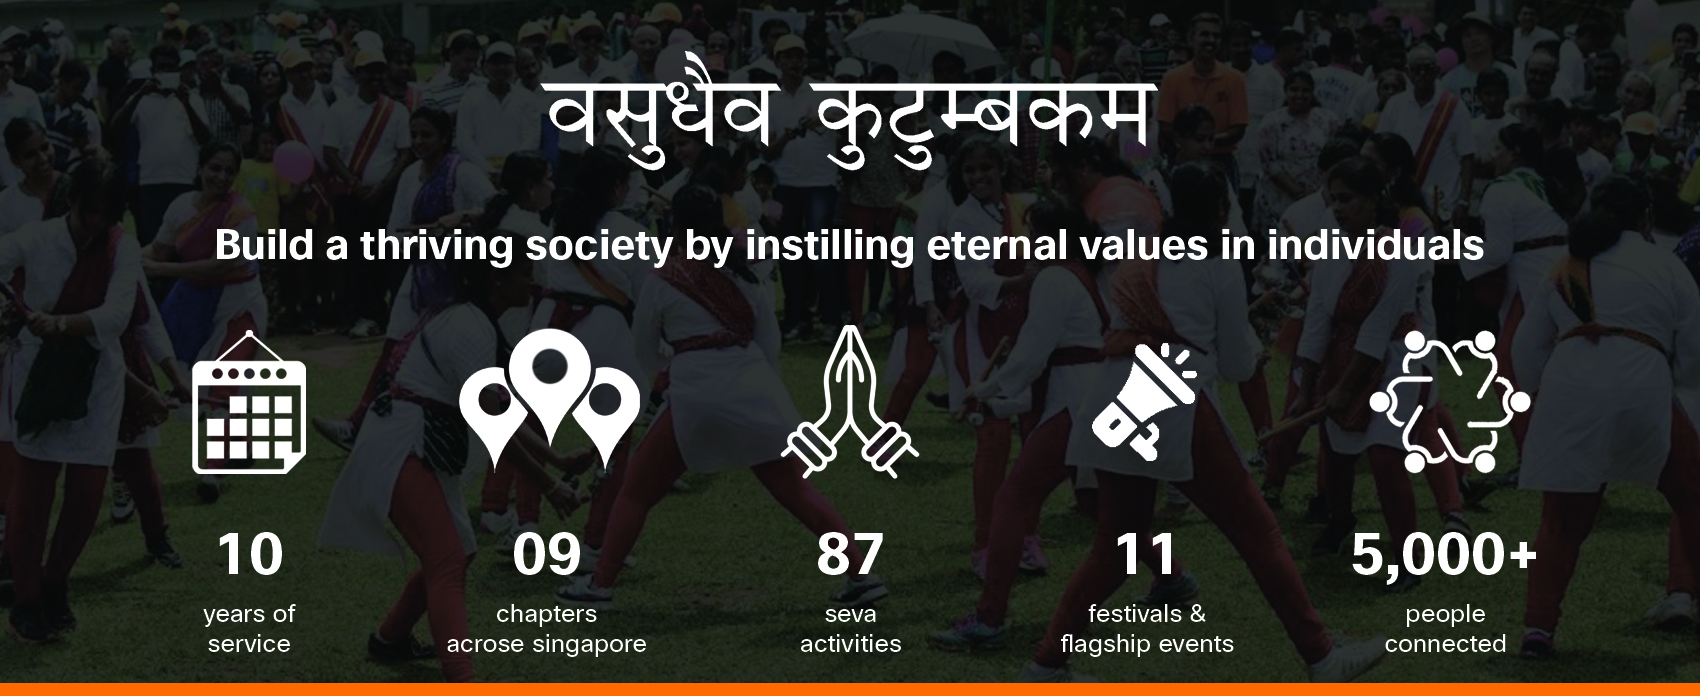 वसुधैव कुटुम्बकम
Build a thriving society by instilling eternal values in individuals
10
years of
service
09
chapters
acrose singapore
87
seva
activities
11
festivals &
flagship events
5,000+
people
connected